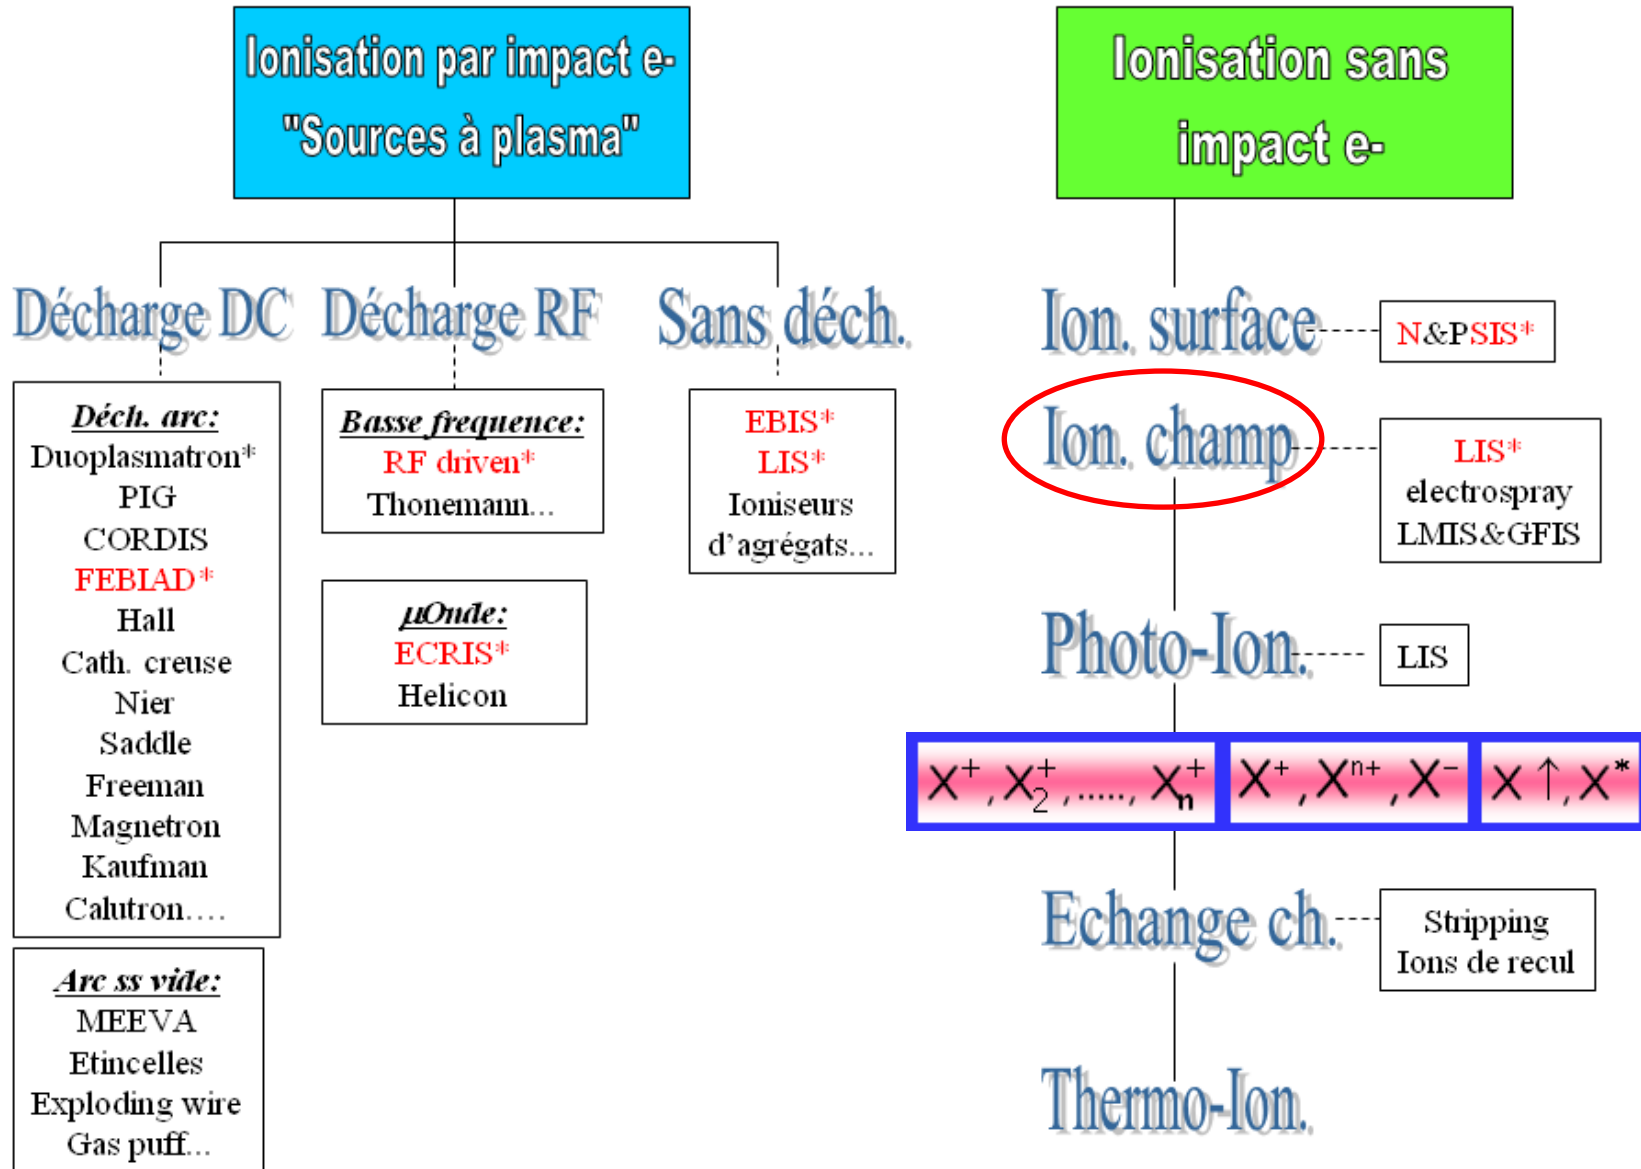 Ionisation par impact e-
"Sources à plasma"
Décharge DC
Déch. arc:
Duoplasmatron*
PIG
CORDIS
FEBIAD*
Hall
Cath. creuse
Nier
Saddle
Freeman
Magnetron
Kaufman
Calutron....
Arc ss vide:
MEEVA
Etincelles
Exploding wire
Gas puff...
Décharge RF
Basse frequence:
RF driven*
Thonemann...
µOnde:
ECRIS*
Helicon
Sans déch.
EBIS*
LIS*
Ioniseurs
d'agrégats...
Ionisation sans
impact e-
Ion. surface
N&PSIS*
Ion. champ
LIS*
electrospray
LMIS&GFIS
Photo-Ion.
LIS
X⁺, X₂⁺, ....., Xₙ⁺
X⁺, Xⁿ⁺, X⁻
X ↑, X*
Echange ch.
Stripping
Ions de recul
Thermo-Ion.